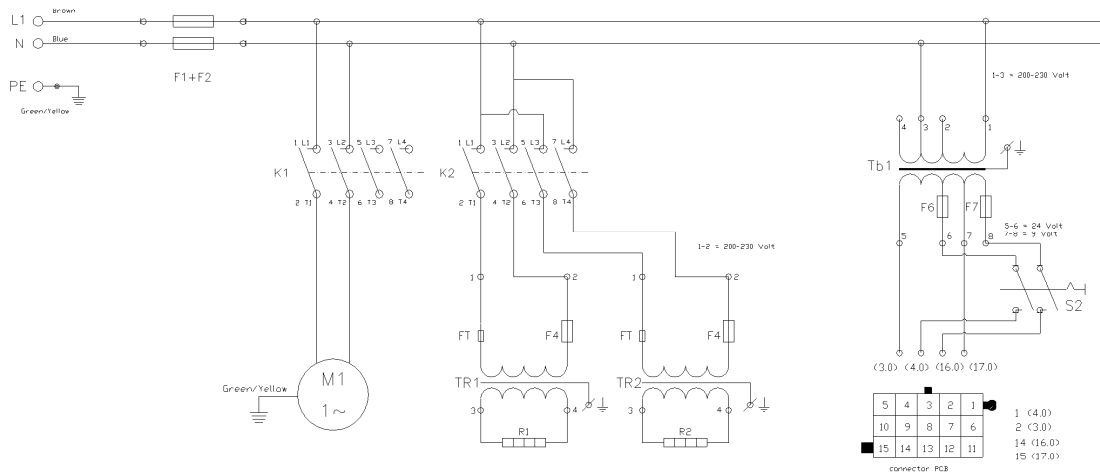 Brown
L1
Blue
N
F1+F2
PE
Green/Yellow
1-3 = 200-230 Volt
4 3 2 1
Tb1
1 L1 3 L2 5 L3 7 L4
K1
2 T1 4 T2 6 T3 8 T4
1 L1 3 L2 5 L3 7 L4
K2
2 T1 4 T2 6 T3 8 T4
F6 F7
5-6 = 24 Volt
7-8 = 9 Volt
5 6 7 8
1-2 = 200-230 Volt
1 2 1 2
S2
FT F4 FT F4
(3.0) (4.0) (16.0) (17.0)
M1
1~
Green/Yellow
TR1 TR2
3 4 3 4
R1 R2
5 4 3 2 1
10 9 8 7 6
15 14 13 12 11
1 (4.0)
2 (3.0)
14 (16.0)
15 (17.0)
connector PCB